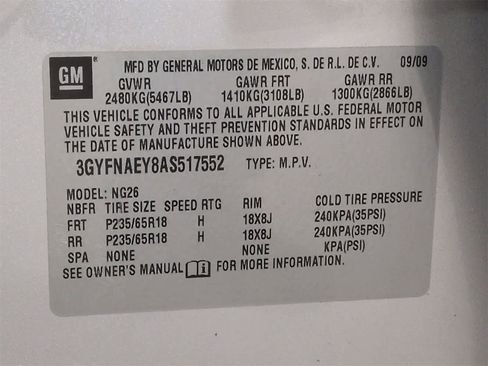 GM®
MFD BY GENERAL MOTORS DE MEXICO, S. DE R.L. DE C.V. 09/09
GVWR GAWR FRT GAWR RR
2480KG(5467LB) 1410KG(3108LB) 1300KG(2866LB)
THIS VEHICLE CONFORMS TO ALL APPLICABLE U.S. FEDERAL MOTOR
VEHICLE SAFETY AND THEFT PREVENTION STANDARDS IN EFFECT ON
THE DATE OF MANUFACTURE SHOWN ABOVE.
3GYFNAEY8AS517552 TYPE: M.P.V.
MODEL: NG26
NBFR TIRE SIZE SPEED RTG RIM COLD TIRE PRESSURE
FRT P235/65R18 H 18X8J 240KPA(35PSI)
RR P235/65R18 H 18X8J 240KPA(35PSI)
SPA NONE NONE KPA(PSI)
SEE OWNER'S MANUAL FOR MORE INFORMATION.